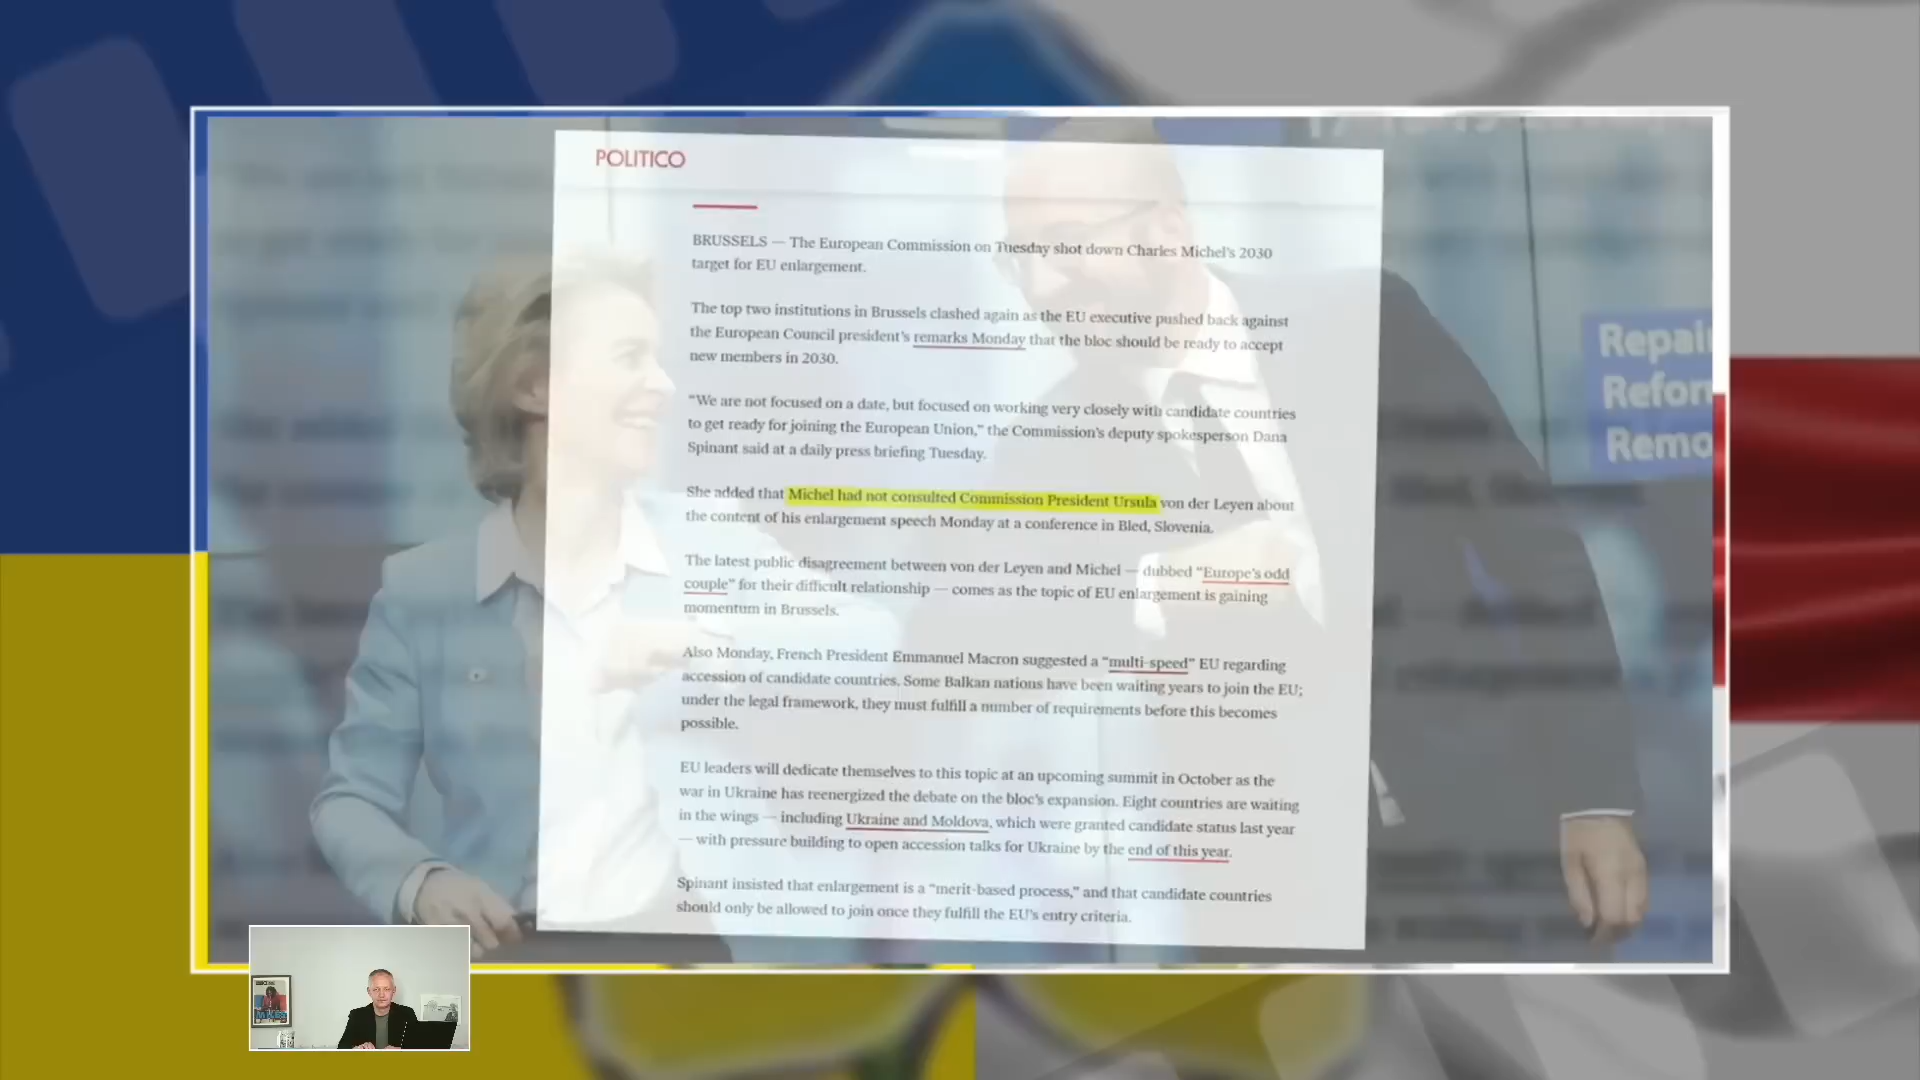 POLITICO
BRUSSELS — The European Commission on Tuesday shot down Charles Michel's 2030
target for EU enlargement.
The top two institutions in Brussels clashed again as the EU executive pushed back against
the European Council president's remarks Monday that the bloc should be ready to accept
new members in 2030.
"We are not focused on a date, but focused on working very closely with candidate countries
to get ready for joining the European Union," the Commission's deputy spokesperson Dana
Spinant said at a daily press briefing Tuesday.
She added that Michel had not consulted Commission President Ursula von der Leyen about
the content of his enlargement speech Monday at a conference in Bled, Slovenia.
The latest public disagreement between von der Leyen and Michel — dubbed "Europe's odd
couple" for their difficult relationship — comes as the topic of EU enlargement is gaining
momentum in Brussels.
Also Monday, French President Emmanuel Macron suggested a "multi-speed" EU regarding
accession of candidate countries. Some Balkan nations have been waiting years to join the EU;
under the legal framework, they must fulfill a number of requirements before this becomes
possible.
EU leaders will dedicate themselves to this topic at an upcoming summit in October as the
war in Ukraine has reenergized the debate on the bloc's expansion. Eight countries are waiting
in the wings — including Ukraine and Moldova, which were granted candidate status last year
— with pressure building to open accession talks for Ukraine by the end of this year.
Spinant insisted that enlargement is a "merit-based process," and that candidate countries
should only be allowed to join once they fulfill the EU's entry criteria.
Repai
Refor
Remo